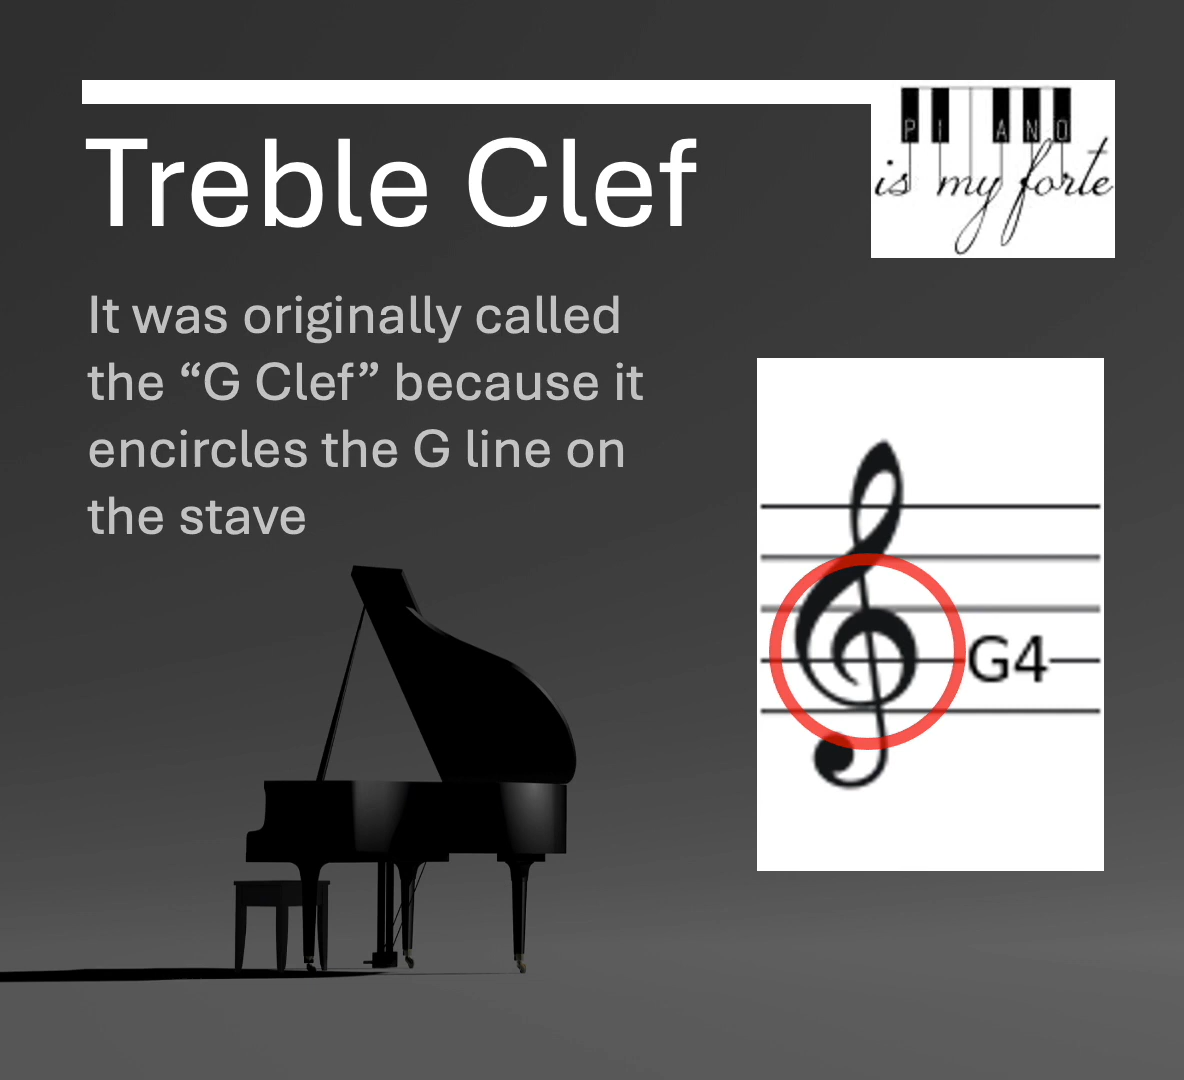 PIANO
is my forte
Treble Clef
It was originally called
the “G Clef” because it
encircles the G line on
the stave
G4